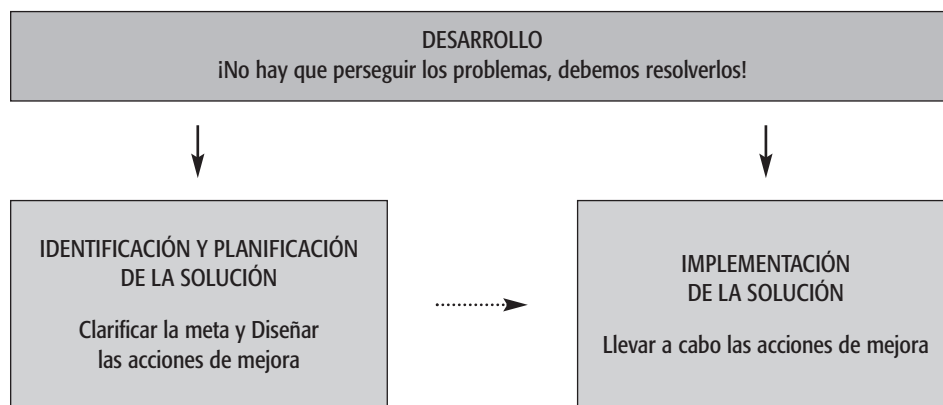 DESARROLLO
¡No hay que perseguir los problemas, debemos resolverlos!
IDENTIFICACIÓN Y PLANIFICACIÓN
DE LA SOLUCIÓN
Clarificar la meta y Diseñar
las acciones de mejora
IMPLEMENTACIÓN
DE LA SOLUCIÓN
Llevar a cabo las acciones de mejora